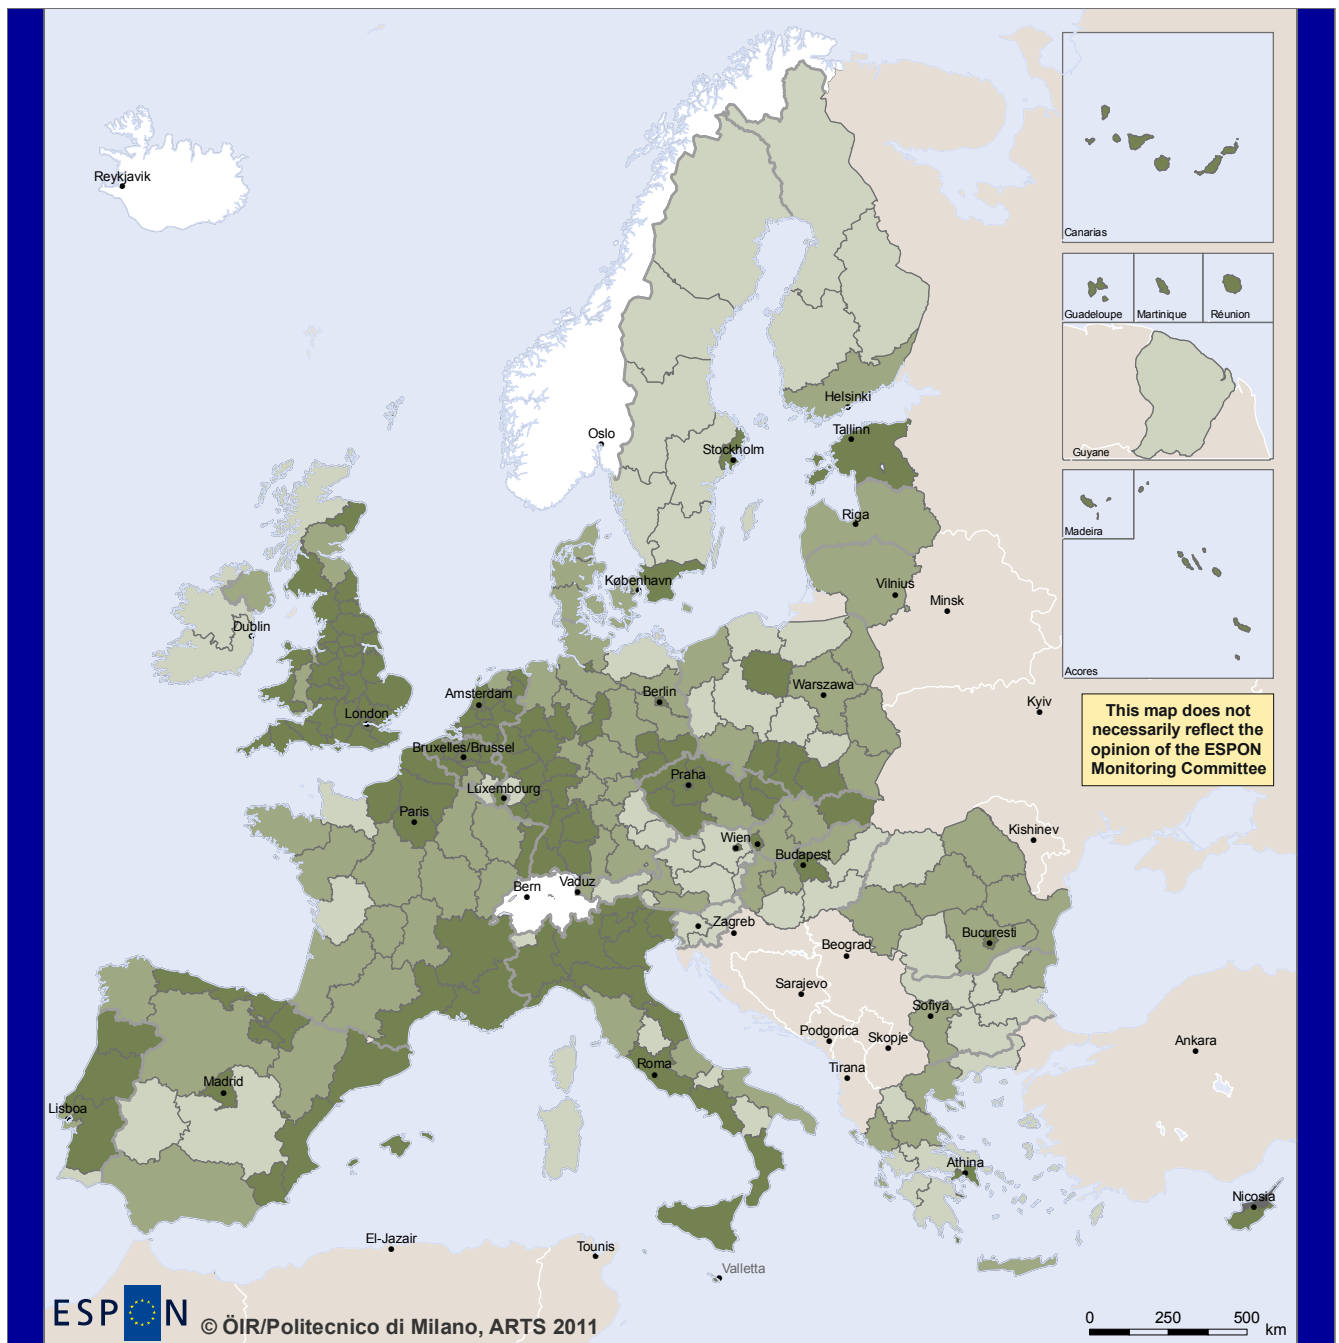 Reykjavik
Canarias
Guadeloupe
Martinique
Réunion
Helsinki
Tallinn
Oslo
Stockholm
Guyane
Riga
Madeira
København
Vilnius
Minsk
Dublin
Acores
Amsterdam
Berlin
Warszawa
London
Kyiv
This map does not
necessarily reflect the
opinion of the ESPON
Monitoring Committee
Bruxelles/Brussel
Praha
Luxembourg
Paris
Wien
Kishinev
Budapest
Bern
Vaduz
Zagreb
Bucuresti
Beograd
Sarajevo
Sofiya
Podgorica
Skopje
Ankara
Roma
Tirana
Madrid
Lisboa
Athina
Nicosia
El-Jazair
Tounis
Valletta
ESPON
© ÖIR/Politecnico di Milano, ARTS 2011
0 250 500
km